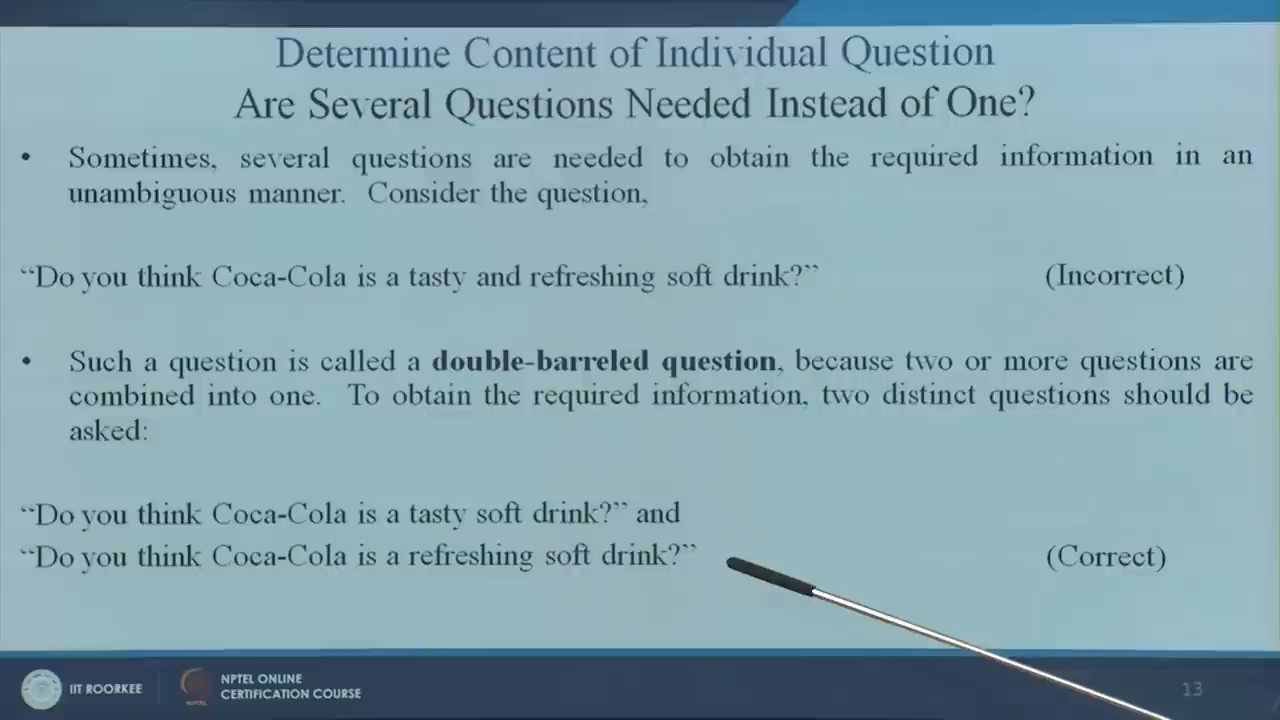 Determine Content of Individual Question
Are Several Questions Needed Instead of One?
• Sometimes, several questions are needed to obtain the required information in an
unambiguous manner. Consider the question,
“Do you think Coca-Cola is a tasty and refreshing soft drink?” (Incorrect)
• Such a question is called a double-barreled question, because two or more questions are
combined into one. To obtain the required information, two distinct questions should be
asked:
“Do you think Coca-Cola is a tasty soft drink?” and
“Do you think Coca-Cola is a refreshing soft drink?” (Correct)
IIT ROORKEE
NPTEL
NPTEL ONLINE
CERTIFICATION COURSE
13